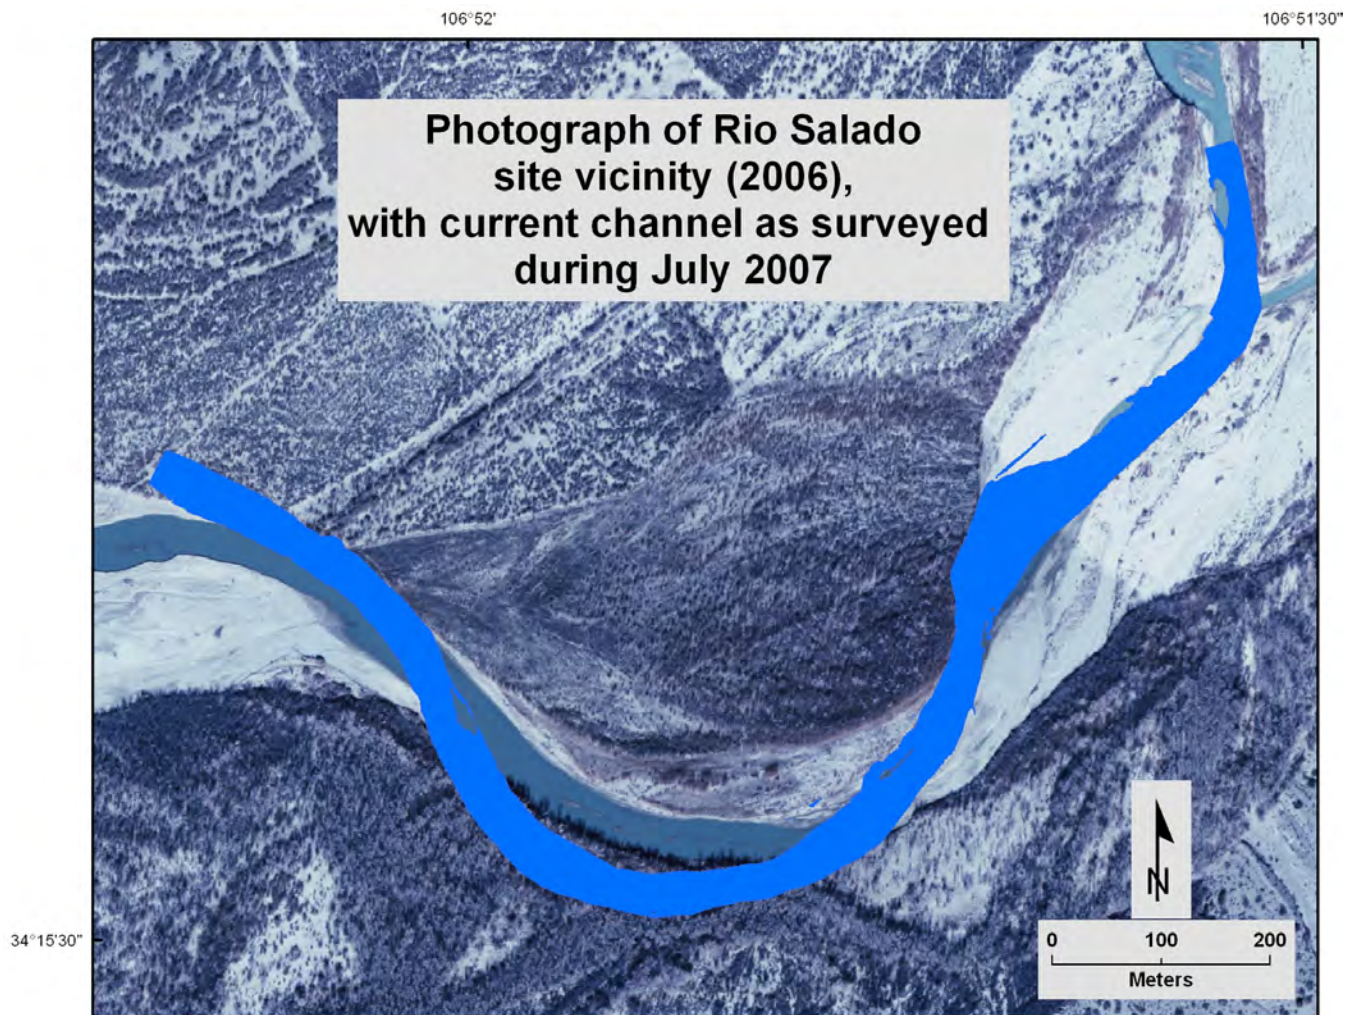 106°52'
106°51'30"
Photograph of Rio Salado
site vicinity (2006),
with current channel as surveyed
during July 2007
34°15'30"
N
0 100 200
Meters